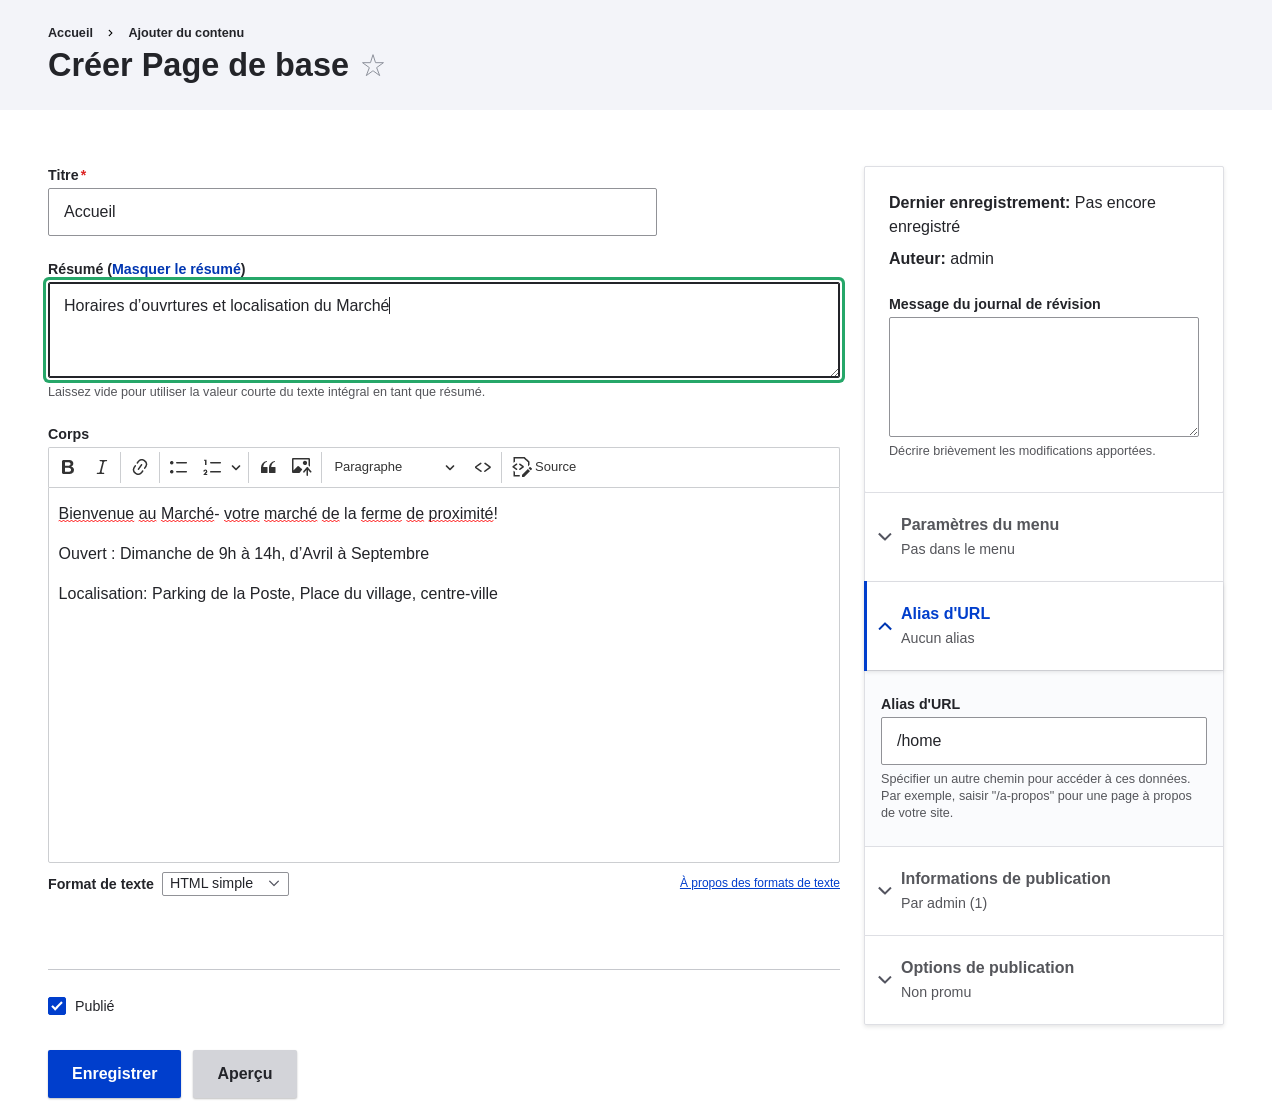 Accueil › Ajouter du contenu
Créer Page de base
Titre*
Accueil
Résumé (Masquer le résumé)
Horaires d’ouvrtures et localisation du Marché
Laissez vide pour utiliser la valeur courte du texte intégral en tant que résumé.
Corps
Paragraphe
Source
Bienvenue au Marché- votre marché de la ferme de proximité!
Ouvert : Dimanche de 9h à 14h, d’Avril à Septembre
Localisation: Parking de la Poste, Place du village, centre-ville
Format de texte HTML simple
À propos des formats de texte
Publié
Enregistrer Aperçu
Dernier enregistrement: Pas encore
enregistré
Auteur: admin
Message du journal de révision
Décrire brièvement les modifications apportées.
Paramètres du menu
Pas dans le menu
Alias d'URL
Aucun alias
Alias d'URL
/home
Spécifier un autre chemin pour accéder à ces données.
Par exemple, saisir "/a-propos" pour une page à propos
de votre site.
Informations de publication
Par admin (1)
Options de publication
Non promu